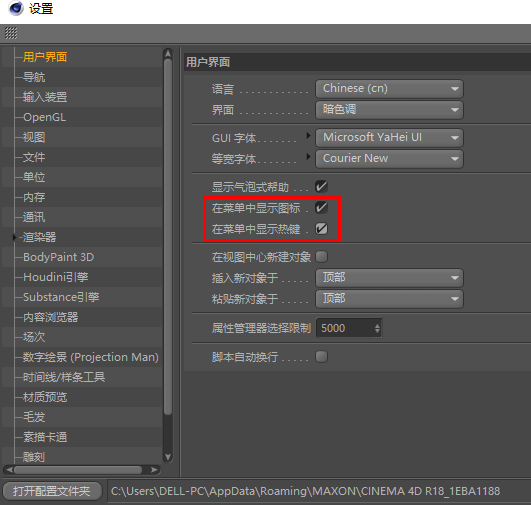 设置
用户界面
导航
输入装置
OpenGL
视图
文件
单位
内存
通讯
渲染器
BodyPaint 3D
Houdini引擎
Substance引擎
内容浏览器
场次
数字绘景 (Projection Man)
时间线/样条工具
材质预览
毛发
素描卡通
雕刻
用户界面
语言 . . . . . . . . . . . . Chinese (cn)
界面 . . . . . . . . . . . . 暗色调
GUI 字体 . . . . . . . Microsoft YaHei UI
等宽字体 . . . . . . . Courier New
显示气泡式帮助 . . .
在菜单中显示图标 .
在菜单中显示热键 .
在视图中心新建对象
插入新对象于 . . . . 顶部
粘贴新对象于 . . . . 顶部
属性管理器选择限制 5000
脚本自动换行 . . . . .
打开配置文件夹 C:\Users\DELL-PC\AppData\Roaming\MAXON\CINEMA 4D R18_1EBA1188